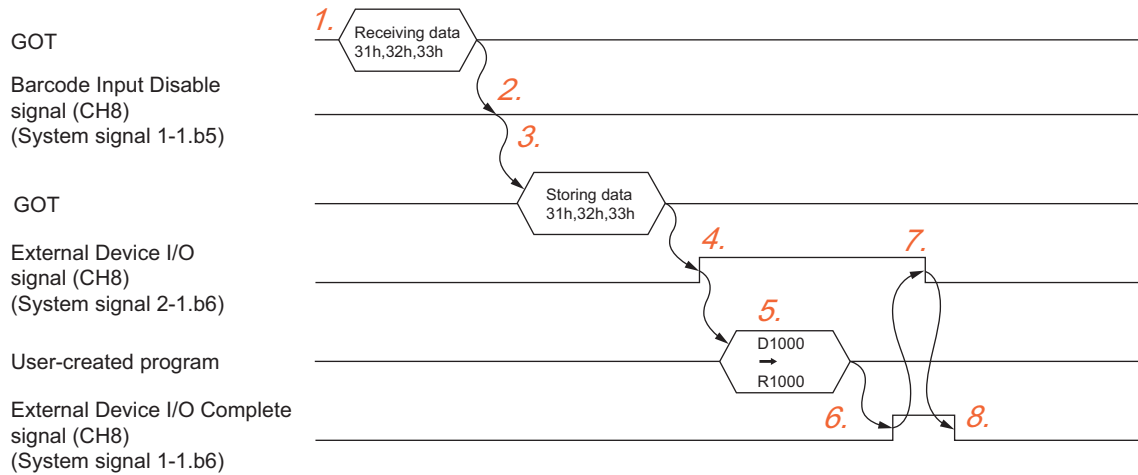 1.
Receiving data
31h,32h,33h
GOT
Barcode Input Disable
signal (CH8)
(System signal 1-1.b5)
2.
3.
GOT
Storing data
31h,32h,33h
External Device I/O
signal (CH8)
(System signal 2-1.b6)
4.
7.
5.
User-created program
D1000
R1000
External Device I/O Complete
signal (CH8)
(System signal 1-1.b6)
6.
8.